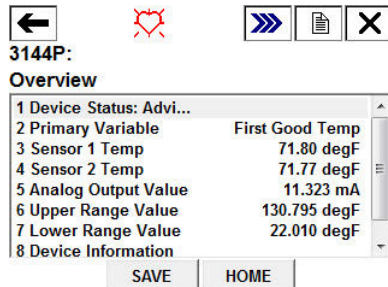 3144P:
Overview
1 Device Status: Advi...
2 Primary Variable First Good Temp
3 Sensor 1 Temp 71.80 degF
4 Sensor 2 Temp 71.77 degF
5 Analog Output Value 11.323 mA
6 Upper Range Value 130.795 degF
7 Lower Range Value 22.010 degF
8 Device Information
SAVE HOME